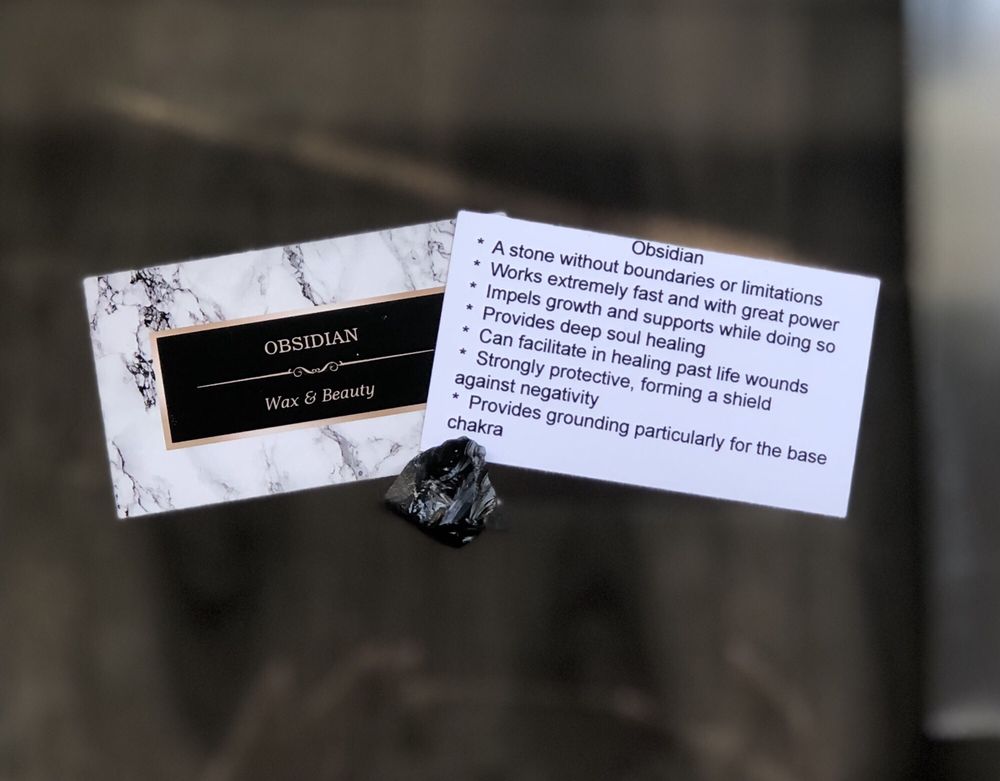 OBSIDIAN
Wax & Beauty
Obsidian
* A stone without boundaries or limitations
* Works extremely fast and with great power
* Impels growth and supports while doing so
* Provides deep soul healing
* Can facilitate in healing past life wounds
* Strongly protective, forming a shield
against negativity
* Provides grounding particularly for the base
chakra